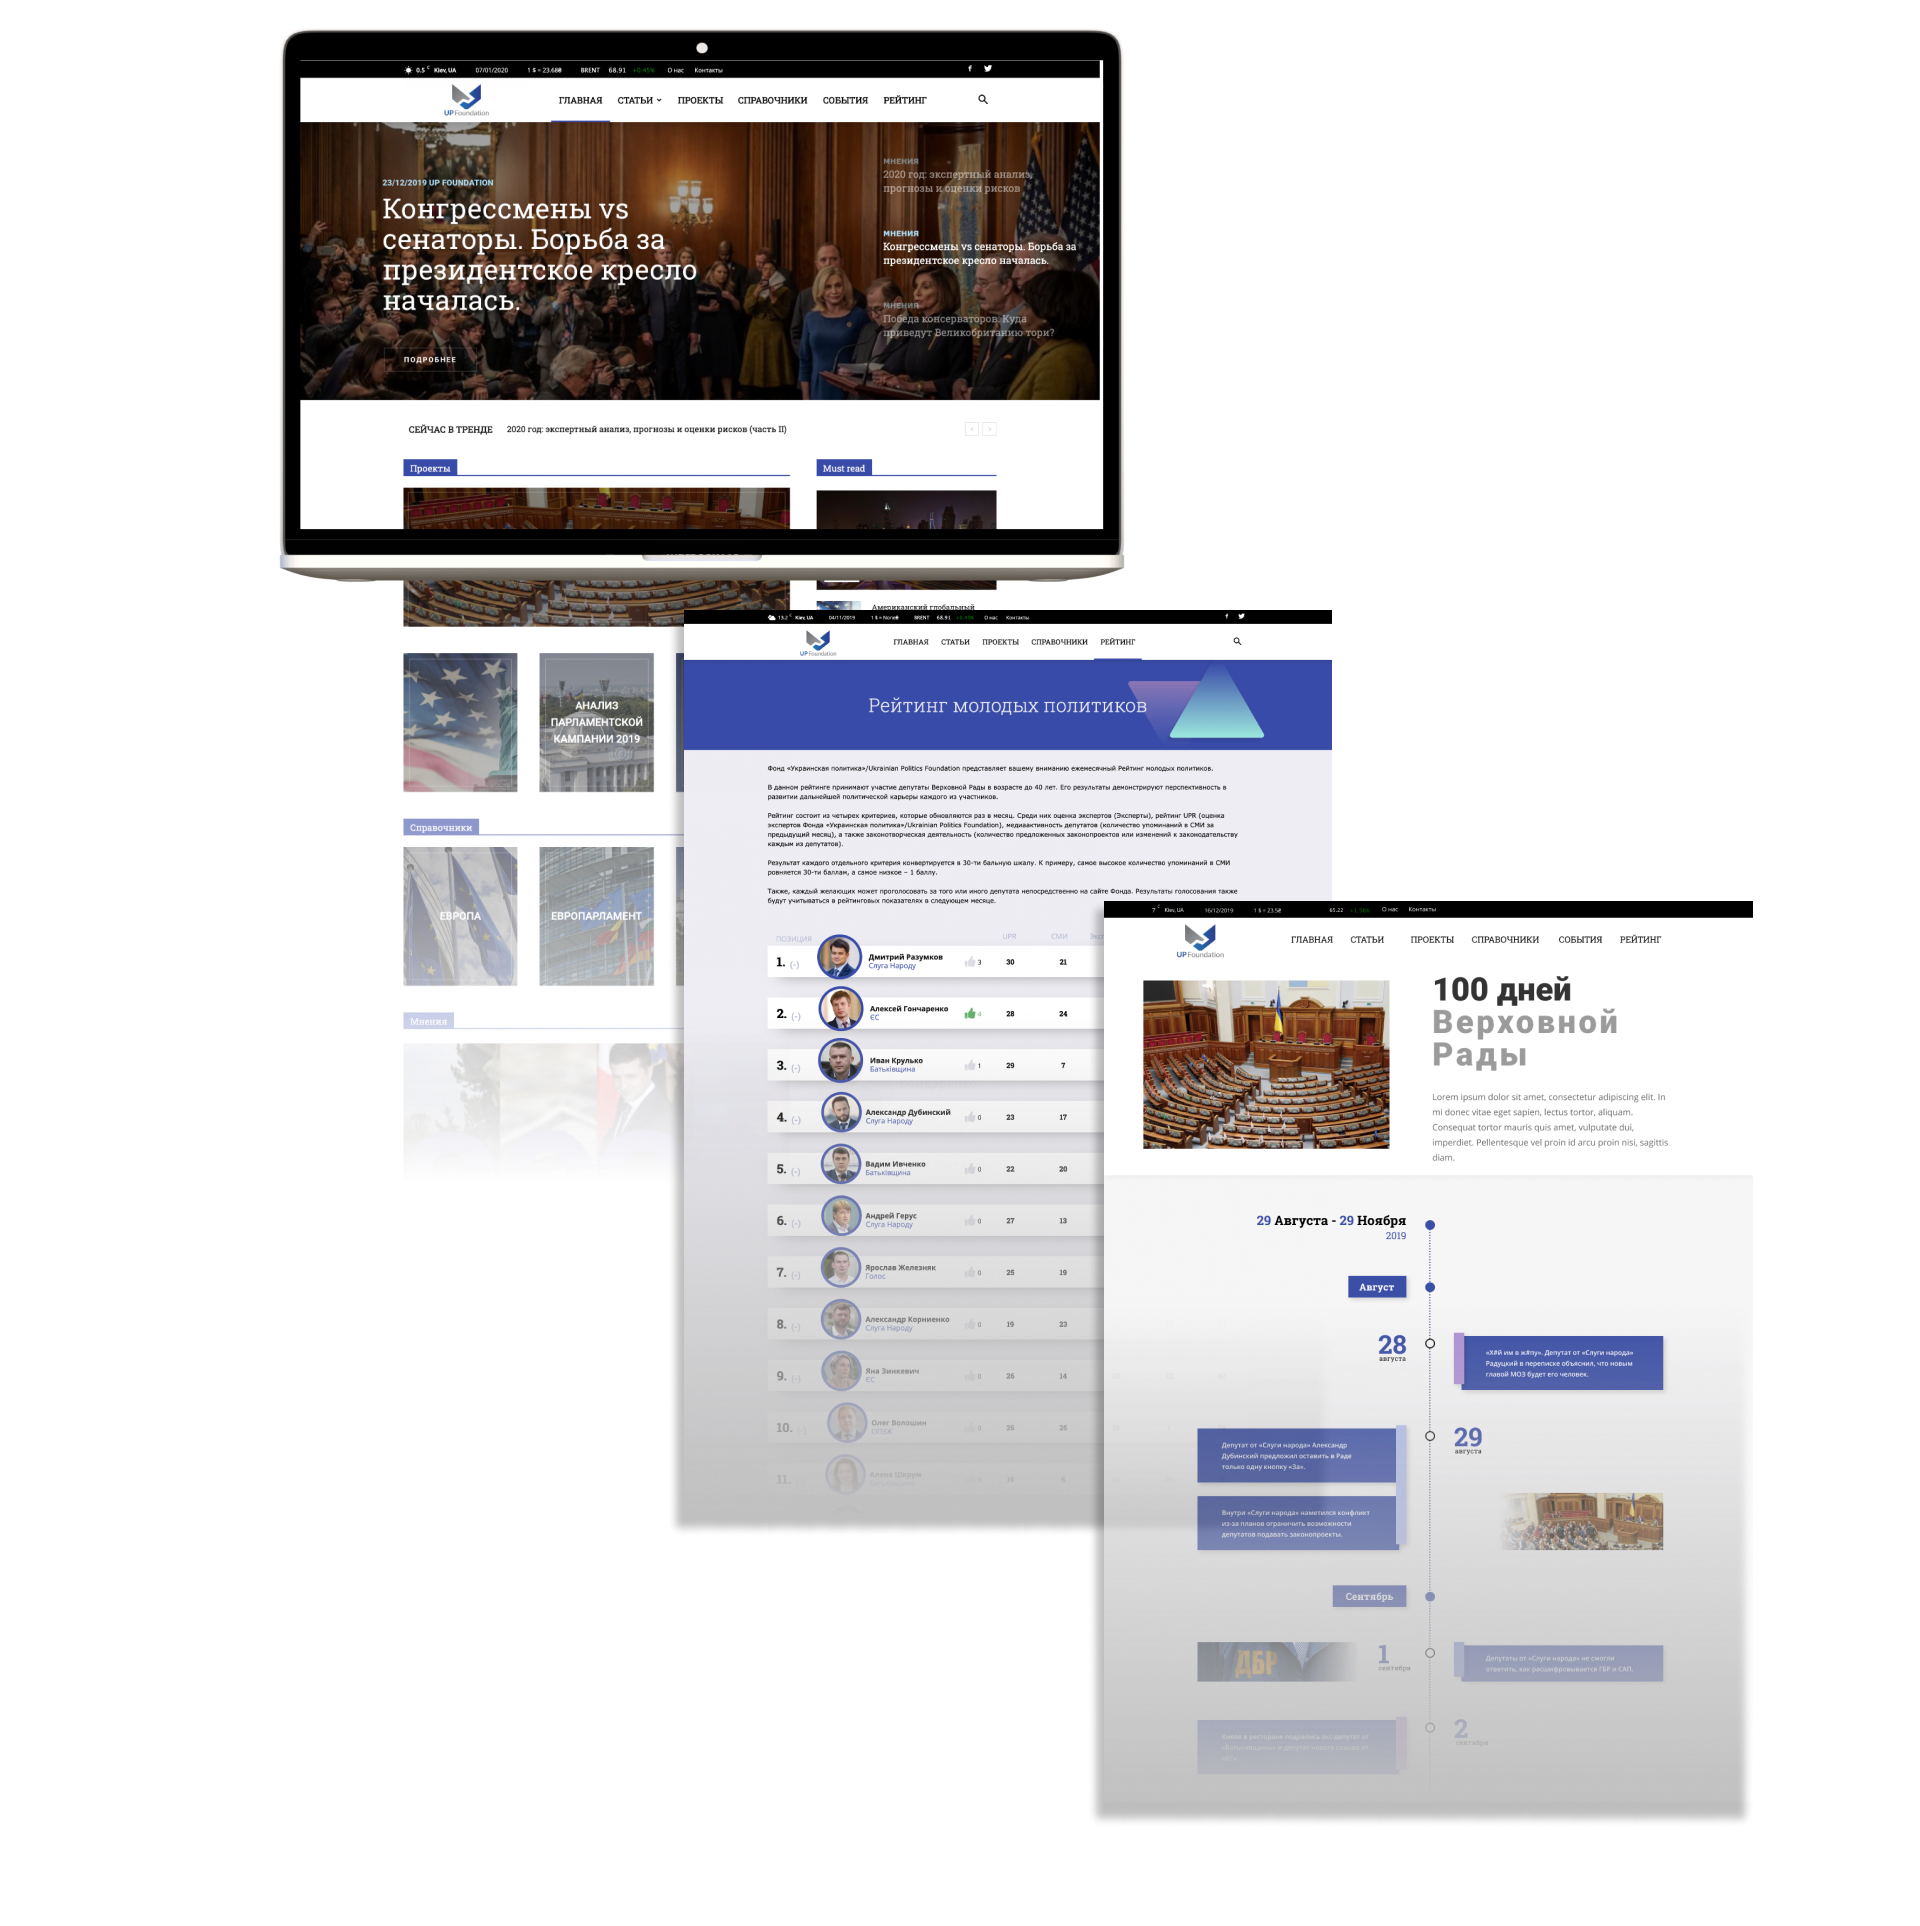 0.5 C Kiev, UA 07/01/2020 1 $ = 23.68₴ BRENT 68.91 +0.45% О нас Контакты
UP Foundation
ГЛАВНАЯ СТАТЬИ ПРОЕКТЫ СПРАВОЧНИКИ СОБЫТИЯ РЕЙТИНГ
23/12/2019 UP FOUNDATION
Конгрессмены vs
сенаторы. Борьба за
президентское кресло
началась.
ПОДРОБНЕЕ
МНЕНИЯ
2020 год: экспертный анализ,
прогнозы и оценки рисков
МНЕНИЯ
Конгрессмены vs сенаторы. Борьба за
президентское кресло началась.
МНЕНИЯ
Победа консерваторов: Куда
приведут Великобританию тори?
СЕЙЧАС В ТРЕНДЕ 2020 год: экспертный анализ, прогнозы и оценки рисков (часть II)
Проекты
Must read
Американский глобальный
АНАЛИЗ
ПАРЛАМЕНТСКОЙ
КАМПАНИИ 2019
Справочники
ЕВРОПА
ЕВРОПАРЛАМЕНТ
Мнения
13.2 C Kiev, UA 04/11/2019 1 $ = None₴ BRENT 68.91 +0.45% О нас Контакты
UP Foundation
ГЛАВНАЯ СТАТЬИ ПРОЕКТЫ СПРАВОЧНИКИ РЕЙТИНГ
Рейтинг молодых политиков
Фонд «Украинская политика»/Ukrainian Politics Foundation представляет вашему вниманию ежемесячный Рейтинг молодых политиков.
В данном рейтинге принимают участие депутаты Верховной Рады в возрасте до 40 лет. Его результаты демонстрируют перспективность в
развитии дальнейшей политической карьеры каждого из участников.
Рейтинг состоит из четырех критериев, которые обновляются раз в месяц. Среди них оценка экспертов (Эксперты), рейтинг UPR (оценка
экспертов Фонда «Украинская политика»/Ukrainian Politics Foundation), медиаактивность депутатов (количество упоминаний в СМИ за
предыдущий месяц), а также законотворческая деятельность (количество предложенных законопроектов или изменений к законодательству
каждым из депутатов).
Результат каждого отдельного критерия конвертируется в 30-ти бальную шкалу. К примеру, самое высокое количество упоминаний в СМИ
ровняется 30-ти баллам, а самое низкое – 1 баллу.
Также, каждый желающих может проголосовать за того или иного депутата непосредственно на сайте Фонда. Результаты голосования также
будут учитываться в рейтинговых показателях в следующем месяце.
ПОЗИЦИЯ UPR СМИ
1. (-) Дмитрий Разумков 3 30 21
Слуга Народу
2. (-) Алексей Гончаренко 4 28 24
ЄС
3. (-) Иван Крулько 1 29 7
Батьківщина
4. (-) Александр Дубинский 0 23 17
Слуга Народу
5. (-) Вадим Ивченко 0 22 20
Батьківщина
6. (-) Андрей Герус 0 27 13
Слуга Народу
7. (-) Ярослав Железняк 0 25 19
Голос
8. (-) Александр Корниенко 0 19 23
Слуга Народу
9. (-) Яна Зинкевич 0 26 14
ЄС
10. (-) Олег Волошин 0 26
ОПЗЖ
11. Алена Шкрум
7 C Kiev, UA 16/12/2019 1 $ = 23.5₴ 65.22 +1.56% О нас Контакты
UP Foundation
ГЛАВНАЯ СТАТЬИ ПРОЕКТЫ СПРАВОЧНИКИ СОБЫТИЯ РЕЙТИНГ
100 дней
Верховной
Рады
Lorem ipsum dolor sit amet, consectetur adipiscing elit. In
mi donec vitae eget sapien, lectus tortor, aliquam.
Consequat tortor mauris quis amet, vulputate dui,
imperdiet. Pellentesque vel proin id arcu proin nisi, sagittis
diam.
29 Августа - 29 Ноября
2019
Август
28
августа
«Х#й им в ж#пу». Депутат от «Слуги народа»
Радуцкий в переписке объяснил, что новым
главой МОЗ будет его человек.
29
августа
Депутат от «Слуги народа» Александр
Дубинский предложил оставить в Раде
только одну кнопку «За».
Внутри «Слуги народа» наметился конфликт
из-за планов ограничить возможности
депутатов подавать законопроекты.
Сентябрь
ДБР
1
сентября
Депутаты от «Слуги народа» не смогли
ответить, как расшифровывается ГБР и САП.
2
сентября